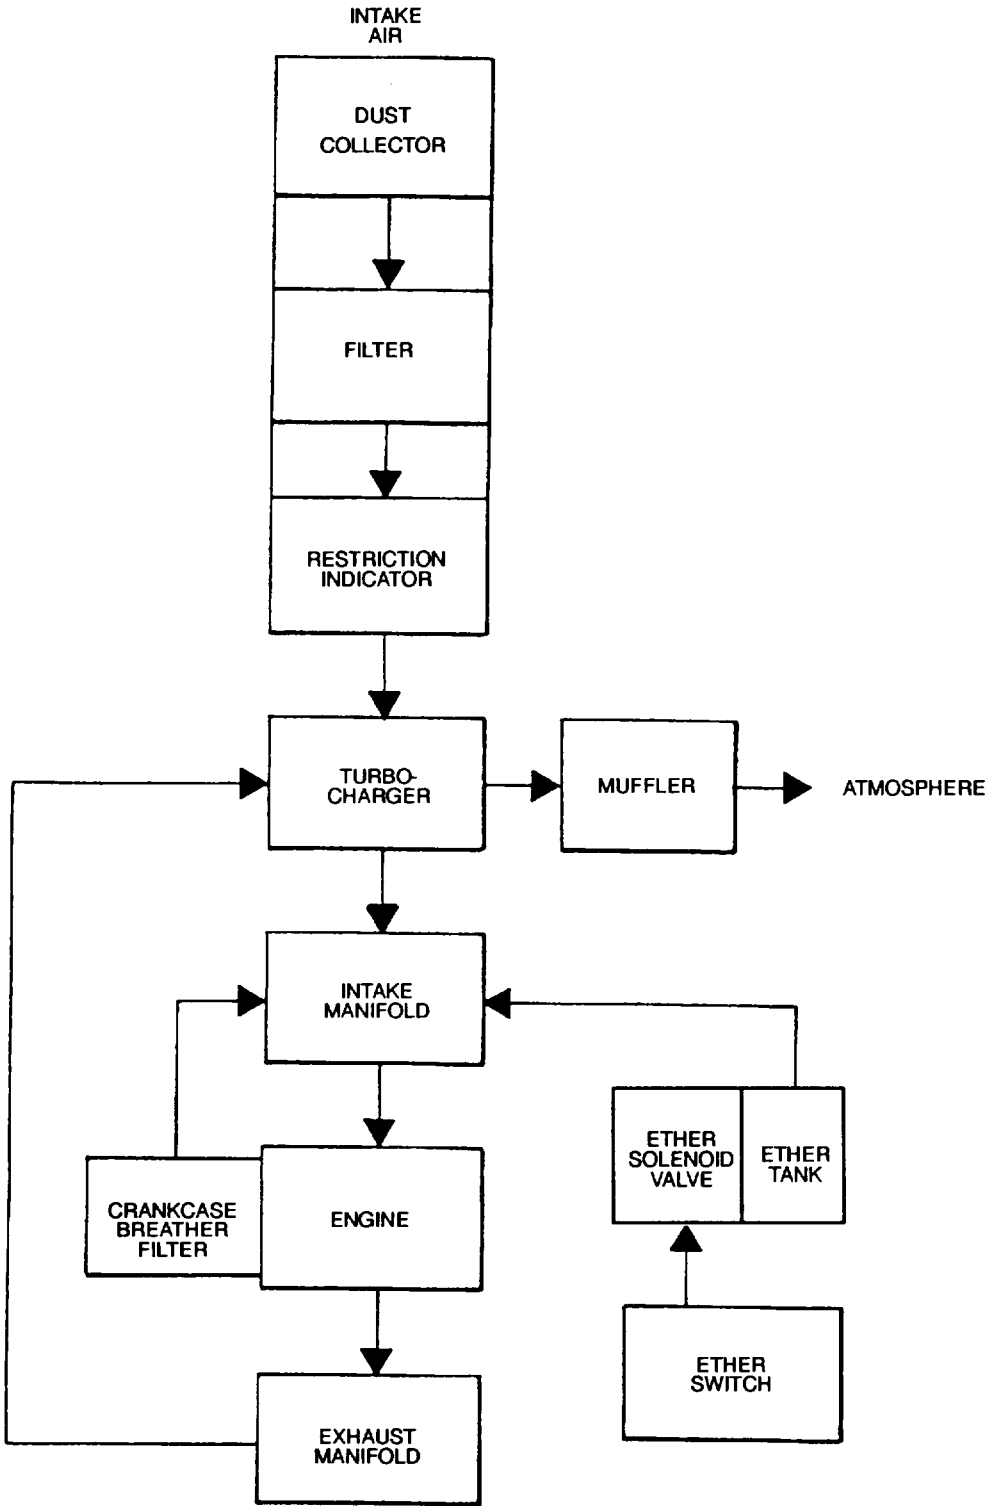 INTAKE
AIR
DUST
COLLECTOR
FILTER
RESTRICTION
INDICATOR
TURBO-
CHARGER
MUFFLER
ATMOSPHERE
INTAKE
MANIFOLD
CRANKCASE
BREATHER
FILTER
ENGINE
ETHER
SOLENOID
VALVE
ETHER
TANK
ETHER
SWITCH
EXHAUST
MANIFOLD